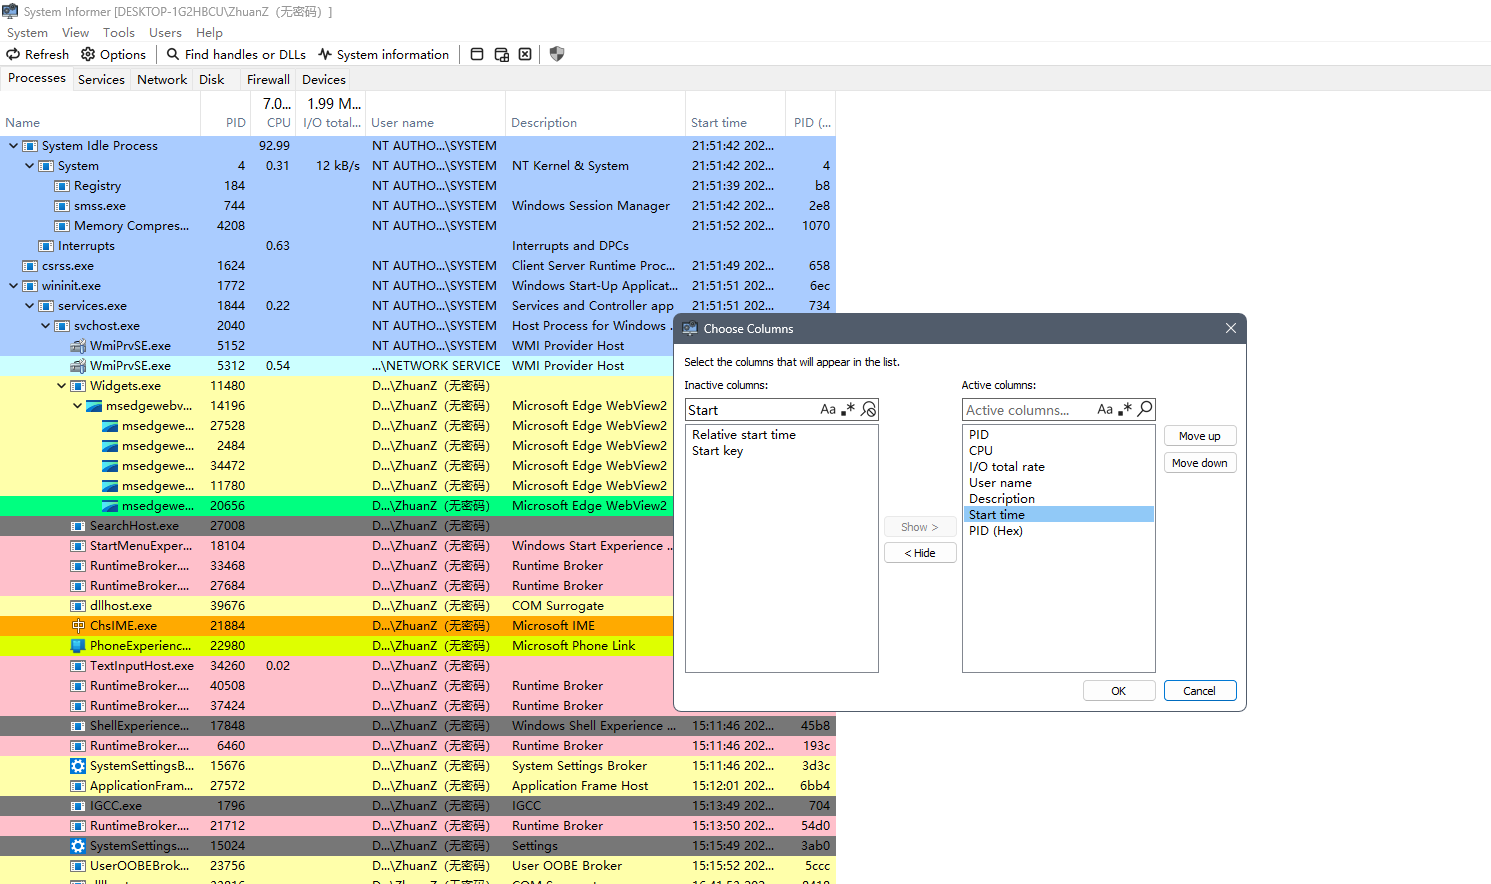 System Informer [DESKTOP-1G2HBCU\ZhuanZ（无密码）]
System View Tools Users Help
Refresh Options Find handles or DLLs System information
Processes Services Network Disk Firewall Devices
7.0... 1.99 M...
Name PID CPU I/O total... User name Description Start time PID (...
System Idle Process 92.99 NT AUTHO...\SYSTEM 21:51:42 202...
System 4 0.31 12 kB/s NT AUTHO...\SYSTEM NT Kernel & System 21:51:42 202... 4
Registry 184 NT AUTHO...\SYSTEM 21:51:39 202... b8
smss.exe 744 NT AUTHO...\SYSTEM Windows Session Manager 21:51:42 202... 2e8
Memory Compres... 4208 NT AUTHO...\SYSTEM 21:51:52 202... 1070
Interrupts 0.63 Interrupts and DPCs
csrss.exe 1624 NT AUTHO...\SYSTEM Client Server Runtime Proc... 21:51:49 202... 658
wininit.exe 1772 NT AUTHO...\SYSTEM Windows Start-Up Applicat... 21:51:51 202... 6ec
services.exe 1844 0.22 NT AUTHO...\SYSTEM Services and Controller app 21:51:51 202... 734
svchost.exe 2040 NT AUTHO...\SYSTEM Host Process for Windows ..
WmiPrvSE.exe 5152 NT AUTHO...\SYSTEM WMI Provider Host
WmiPrvSE.exe 5312 0.54 ...\NETWORK SERVICE WMI Provider Host
Widgets.exe 11480 D...\ZhuanZ（无密码）
msedgewebv... 14196 D...\ZhuanZ（无密码） Microsoft Edge WebView2
msedgewe... 27528 D...\ZhuanZ（无密码） Microsoft Edge WebView2
msedgewe... 2484 D...\ZhuanZ（无密码） Microsoft Edge WebView2
msedgewe... 34472 D...\ZhuanZ（无密码） Microsoft Edge WebView2
msedgewe... 11780 D...\ZhuanZ（无密码） Microsoft Edge WebView2
msedgewe... 20656 D...\ZhuanZ（无密码） Microsoft Edge WebView2
SearchHost.exe 27008 D...\ZhuanZ（无密码）
StartMenuExper... 18104 D...\ZhuanZ（无密码） Windows Start Experience ..
RuntimeBroker.... 33468 D...\ZhuanZ（无密码） Runtime Broker
RuntimeBroker.... 27684 D...\ZhuanZ（无密码） Runtime Broker
dllhost.exe 39676 D...\ZhuanZ（无密码） COM Surrogate
ChsIME.exe 21884 D...\ZhuanZ（无密码） Microsoft IME
PhoneExperienc... 22980 D...\ZhuanZ（无密码） Microsoft Phone Link
TextInputHost.exe 34260 0.02 D...\ZhuanZ（无密码）
RuntimeBroker.... 40508 D...\ZhuanZ（无密码） Runtime Broker
RuntimeBroker.... 37424 D...\ZhuanZ（无密码） Runtime Broker
ShellExperience... 17848 D...\ZhuanZ（无密码） Windows Shell Experience ... 15:11:46 202... 45b8
RuntimeBroker.... 6460 D...\ZhuanZ（无密码） Runtime Broker 15:11:46 202... 193c
SystemSettingsB... 15676 D...\ZhuanZ（无密码） System Settings Broker 15:11:46 202... 3d3c
ApplicationFram... 27572 D...\ZhuanZ（无密码） Application Frame Host 15:12:01 202... 6bb4
IGCC.exe 1796 D...\ZhuanZ（无密码） IGCC 15:13:49 202... 704
RuntimeBroker.... 21712 D...\ZhuanZ（无密码） Runtime Broker 15:13:50 202... 54d0
SystemSettings.... 15024 D...\ZhuanZ（无密码） Settings 15:15:49 202... 3ab0
UserOOBEBrok... 23756 D...\ZhuanZ（无密码） User OOBE Broker 15:15:52 202... 5ccc
Choose Columns
Select the columns that will appear in the list.
Inactive columns:
Start Aa .*
Relative start time
Start key
Show >
< Hide
Active columns:
Active columns... Aa .*
PID
CPU
I/O total rate
User name
Description
Start time
PID (Hex)
Move up
Move down
OK Cancel